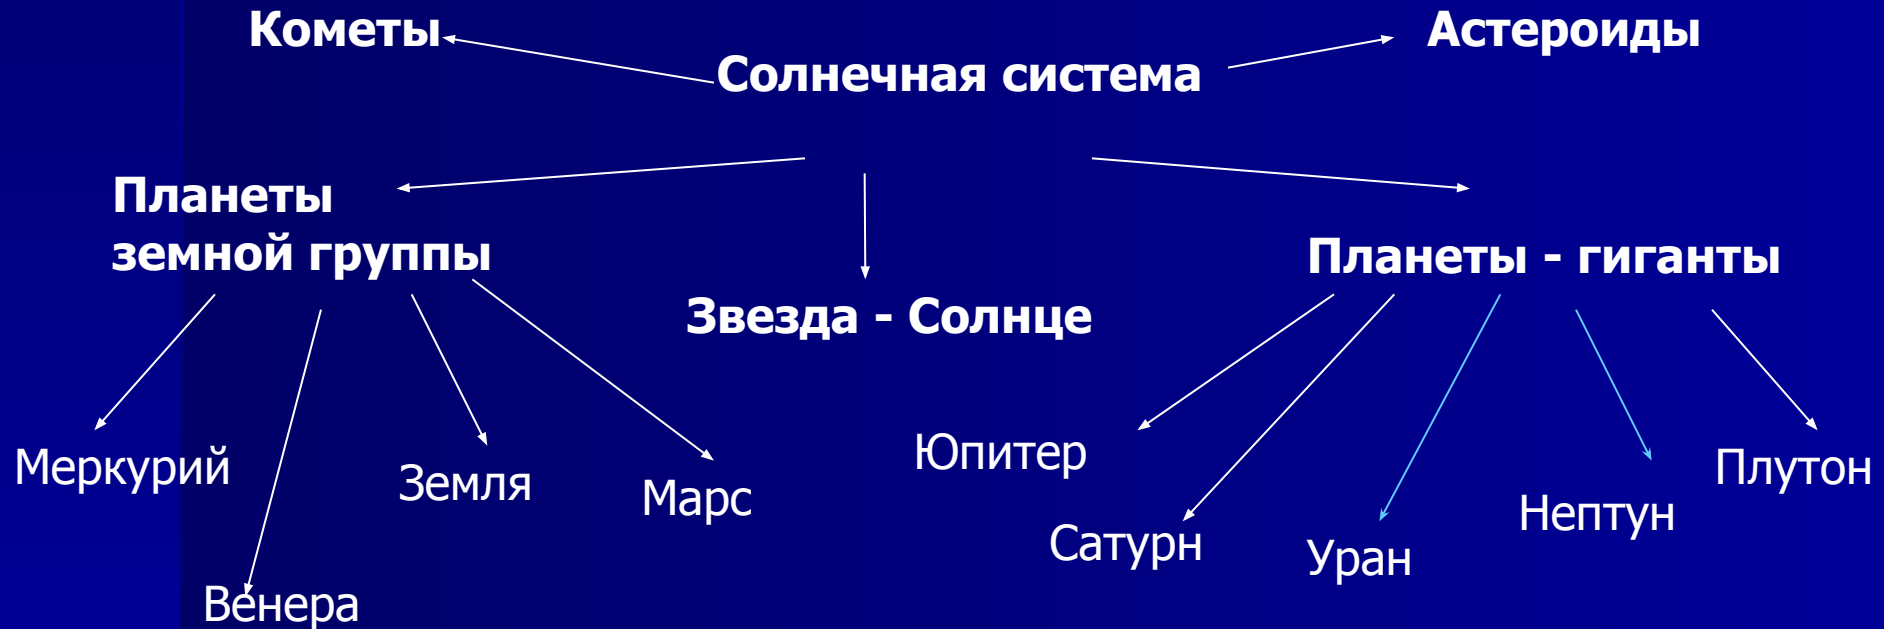 Кометы
Астероиды
Солнечная система
Планеты
земной группы
Планеты - гиганты
Звезда - Солнце
Меркурий
Венера
Земля
Марс
Юпитер
Сатурн
Уран
Нептун
Плутон